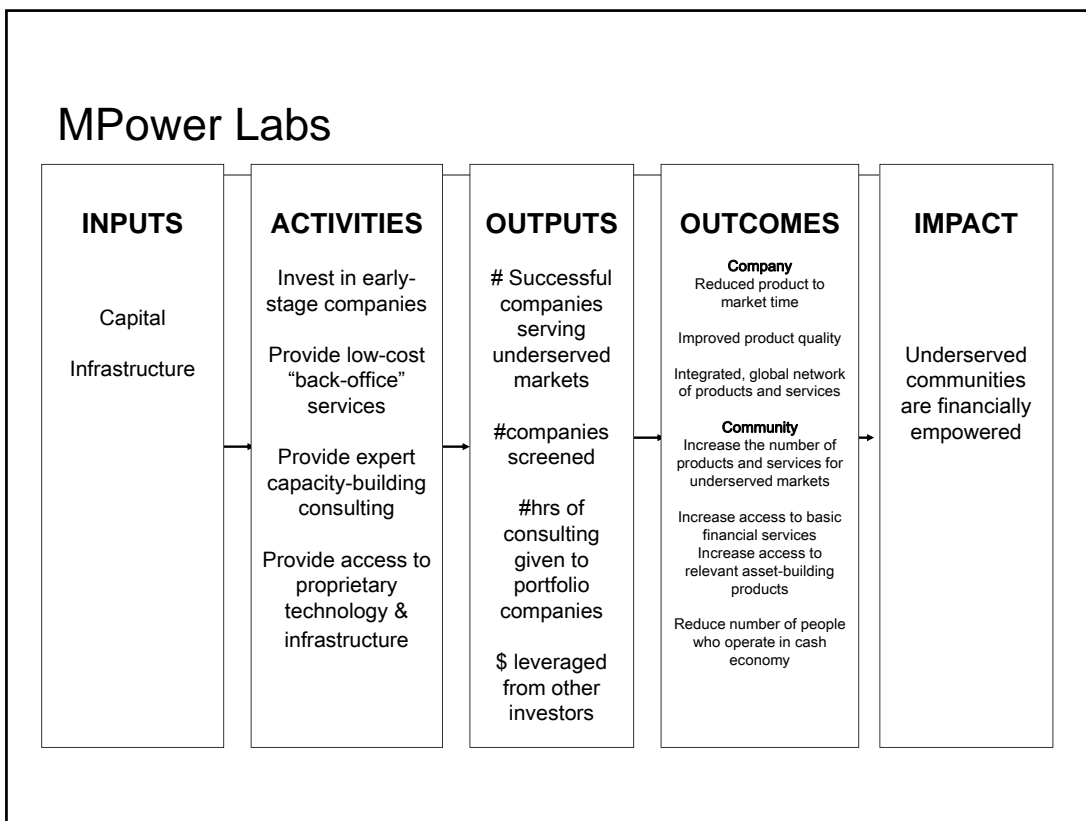 MPower Labs
INPUTS
Capital
Infrastructure
ACTIVITIES
Invest in early-
stage companies
Provide low-cost
“back-office”
services
Provide expert
capacity-building
consulting
Provide access to
proprietary
technology &
infrastructure
OUTPUTS
# Successful
companies
serving
underserved
markets
#companies
screened
#hrs of
consulting
given to
portfolio
companies
$ leveraged
from other
investors
OUTCOMES
Company
Reduced product to
market time
Improved product quality
Integrated, global network
of products and services
Community
Increase the number of
products and services for
underserved markets
Increase access to basic
financial services
Increase access to
relevant asset-building
products
Reduce number of people
who operate in cash
economy
IMPACT
Underserved
communities
are financially
empowered